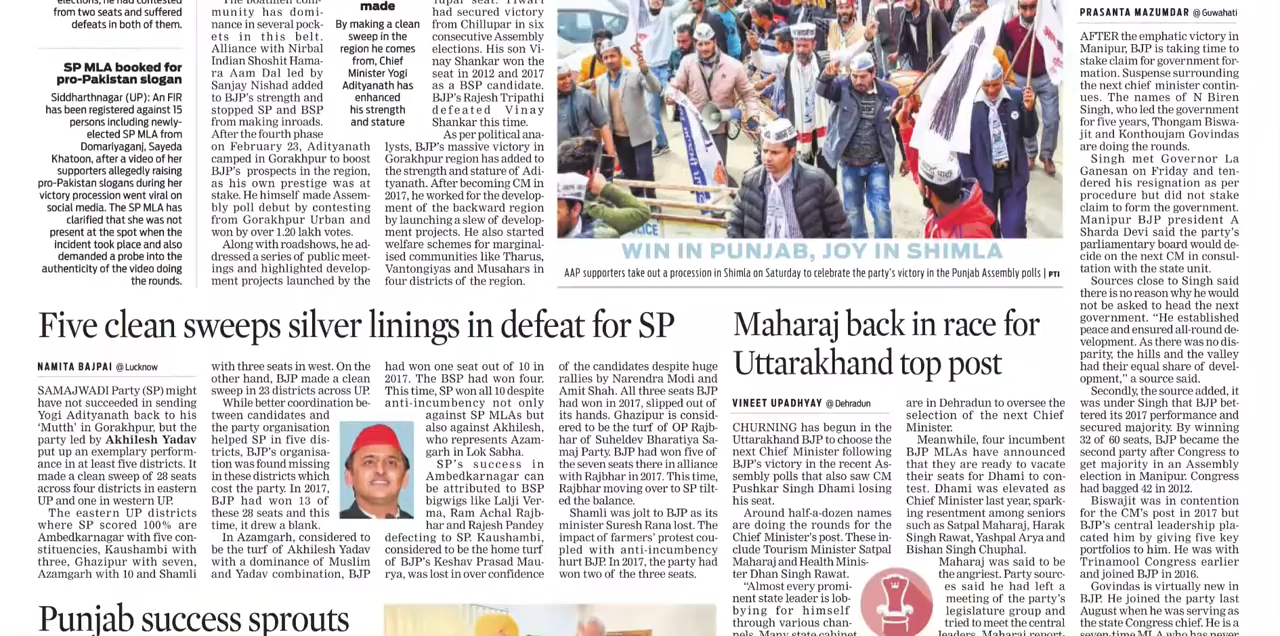 elections, he had contested
from two seats and suffered
defeats in both of them.
SP MLA booked for
pro-Pakistan slogan
Siddharthnagar (UP): An FIR
has been registered against 15
persons including newly-
elected SP MLA from
Domariyaganj, Sayeda
Khatoon, after a video of her
supporters allegedly raising
pro-Pakistan slogans during her
victory procession went viral on
social media. The SP MLA has
clarified that she was not
present at the spot when the
incident took place and also
demanded a probe into the
authenticity of the video doing
the rounds.
The boatmen com-
munity has domi-
nance in several pock-
ets in this belt.
Alliance with Nirbal
Indian Shoshit Hama-
ra Aam Dal led by
Sanjay Nishad added
to BJP's strength and
stopped SP and BSP
from making inroads.
After the fourth phase
on February 23, Adityanath
camped in Gorakhpur to boost
BJP's prospects in the region,
as his own prestige was at
stake. He himself made Assem-
bly poll debut by contesting
from Gorakhpur Urban and
won by over 1.20 lakh votes.
Along with roadshows, he ad-
dressed a series of public meet-
ings and highlighted develop-
ment projects launched by the
made
By making a clean
sweep in the
region he comes
from, Chief
Minister Yogi
Adityanath has
enhanced
his strength
and stature
rupar seat. Tiwari
had secured victory
from Chillupar in six
consecutive Assembly
elections. His son Vi-
nay Shankar won the
seat in 2012 and 2017
as a BSP candidate.
BJP's Rajesh Tripathi
defeated Vinay
Shankar this time.
As per political ana-
lysts, BJP's massive victory in
Gorakhpur region has added to
the strength and stature of Adi-
tyanath. After becoming CM in
2017, he worked for the develop-
ment of the backward region
by launching a slew of develop-
ment projects. He also started
welfare schemes for marginal-
ised communities like Tharus,
Vantongiyas and Musahars in
four districts of the region.
WIN IN PUNJAB, JOY IN SHIMLA
AAP supporters take out a procession in Shimla on Saturday to celebrate the party's victory in the Punjab Assembly polls | PTI
PRASANTA MAZUMDAR @ Guwahati
AFTER the emphatic victory in
Manipur, BJP is taking time to
stake claim for government for-
mation. Suspense surrounding
the next chief minister contin-
ues. The names of N Biren
Singh, who led the government
for five years, Thongam Biswa-
jit and Konthoujam Govindas
are doing the rounds.
Singh met Governor La
Ganesan on Friday and ten-
dered his resignation as per
procedure but did not stake
claim to form the government.
Manipur BJP president A
Sharda Devi said the party's
parliamentary board would de-
cide on the next CM in consul-
tation with the state unit.
Sources close to Singh said
there is no reason why he would
not be asked to head the next
government. "He established
peace and ensured all-round de-
velopment. As there was no dis-
parity, the hills and the valley
had their equal share of devel-
opment," a source said.
Secondly, the source added, it
was under Singh that BJP bet-
tered its 2017 performance and
secured majority. By winning
32 of 60 seats, BJP became the
second party after Congress to
get majority in an Assembly
election in Manipur. Congress
had bagged 42 in 2012.
Biswajit was in contention
for the CM's post in 2017 but
BJP's central leadership pla-
cated him by giving five key
portfolios to him. He was with
Trinamool Congress earlier
and joined BJP in 2016.
Govindas is virtually new in
BJP. He joined the party last
August when he was serving as
the state Congress chief. He is a
seven-time MLA who has never
Five clean sweeps silver linings in defeat for SP
NAMITA BAJPAI @ Lucknow
SAMAJWADI Party (SP) might
have not succeeded in sending
Yogi Adityanath back to his
'Mutth' in Gorakhpur, but the
party led by Akhilesh Yadav
put up an exemplary perform-
ance in at least five districts. It
made a clean sweep of 28 seats
across four districts in eastern
UP and one in western UP.
The eastern UP districts
where SP scored 100% are
Ambedkarnagar with five con-
stituencies, Kaushambi with
three, Ghazipur with seven,
Azamgarh with 10 and Shamli
with three seats in west. On the
other hand, BJP made a clean
sweep in 23 districts across UP.
While better coordination be-
tween candidates and
the party organisation
helped SP in five dis-
tricts, BJP's organisa-
tion was found missing
in these districts which
cost the party. In 2017,
BJP had won 13 of
these 28 seats and this
time, it drew a blank.
In Azamgarh, considered to
be the turf of Akhilesh Yadav
with a dominance of Muslim
and Yadav combination, BJP
had won one seat out of 10 in
2017. The BSP had won four.
This time, SP won all 10 despite
anti-incumbency not only
against SP MLAs but
also against Akhilesh,
who represents Azam-
garh in Lok Sabha.
SP's success in
Ambedkarnagar can
be attributed to BSP
bigwigs like Lalji Ver-
ma, Ram Achal Rajb-
har and Rajesh Pandey
defecting to SP. Kaushambi,
considered to be the home turf
of BJP's Keshav Prasad Mau-
rya, was lost in over confidence
of the candidates despite huge
rallies by Narendra Modi and
Amit Shah. All three seats BJP
had won in 2017, slipped out of
its hands. Ghazipur is consid-
ered to be the turf of OP Rajb-
har of Suheldev Bharatiya Sa-
maj Party. BJP had won five of
the seven seats there in alliance
with Rajbhar in 2017. This time,
Rajbhar moving over to SP tilt-
ed the balance.
Shamli was jolt to BJP as its
minister Suresh Rana lost. The
impact of farmers' protest cou-
pled with anti-incumbency
hurt BJP. In 2017, the party had
won two of the three seats.
Maharaj back in race for
Uttarakhand top post
VINEET UPADHYAY @ Dehradun
CHURNING has begun in the
Uttarakhand BJP to choose the
next Chief Minister following
BJP's victory in the recent As-
sembly polls that also saw CM
Pushkar Singh Dhami losing
his seat.
Around half-a-dozen names
are doing the rounds for the
Chief Minister's post. These in-
clude Tourism Minister Satpal
Maharaj and Health Minis-
ter Dhan Singh Rawat.
"Almost every promi-
nent state leader is lob-
bying for himself
through various chan-
nels. Many state cabinet
are in Dehradun to oversee the
selection of the next Chief
Minister.
Meanwhile, four incumbent
BJP MLAs have announced
that they are ready to vacate
their seats for Dhami to con-
test. Dhami was elevated as
Chief Minister last year, spark-
ing resentment among seniors
such as Satpal Maharaj, Harak
Singh Rawat, Yashpal Arya and
Bishan Singh Chuphal.
Maharaj was said to be
the angriest. Party sourc-
es said he had left a
meeting of the party's
legislature group and
tried to meet the central
leaders. Maharaj report-
Punjab success sprouts